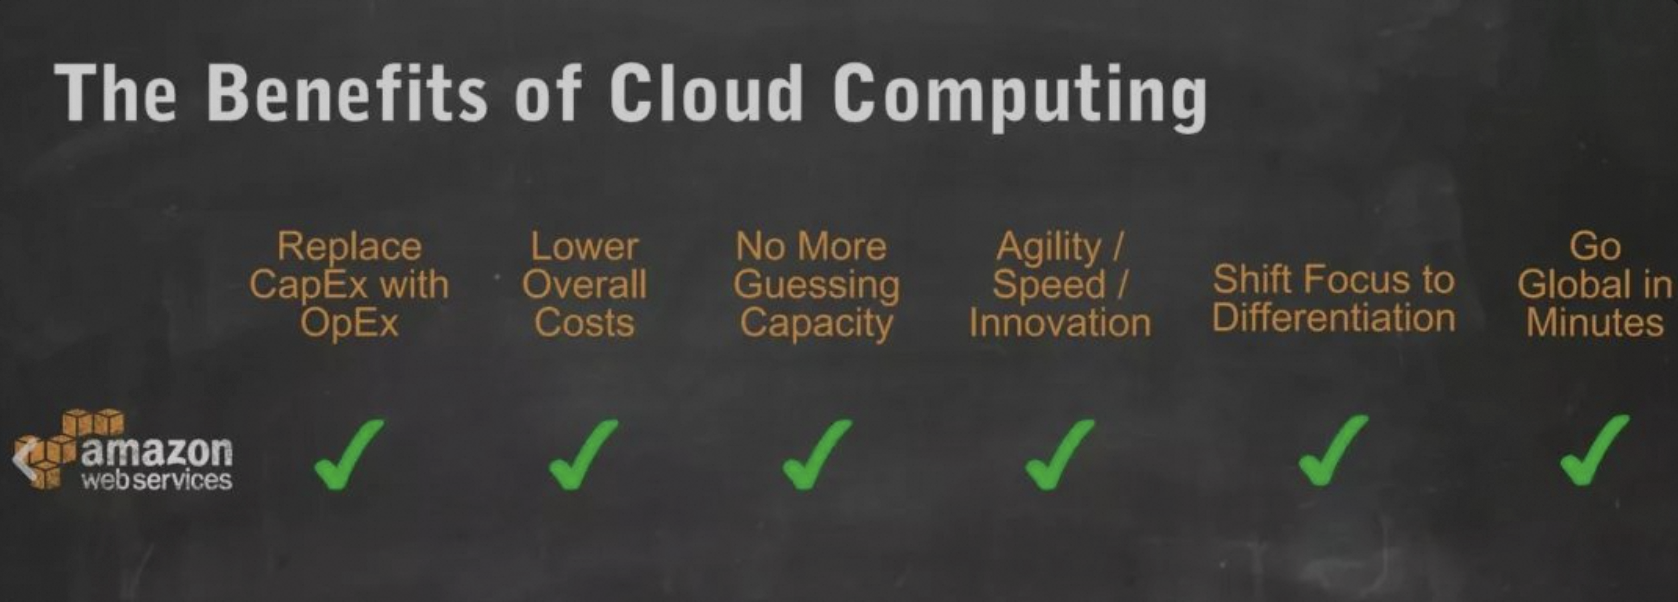 The Benefits of Cloud Computing
Replace
CapEx with
OpEx
Lower
Overall
Costs
No More
Guessing
Capacity
Agility /
Speed /
Innovation
Shift Focus to
Differentiation
Go
Global in
Minutes
amazon
webservices